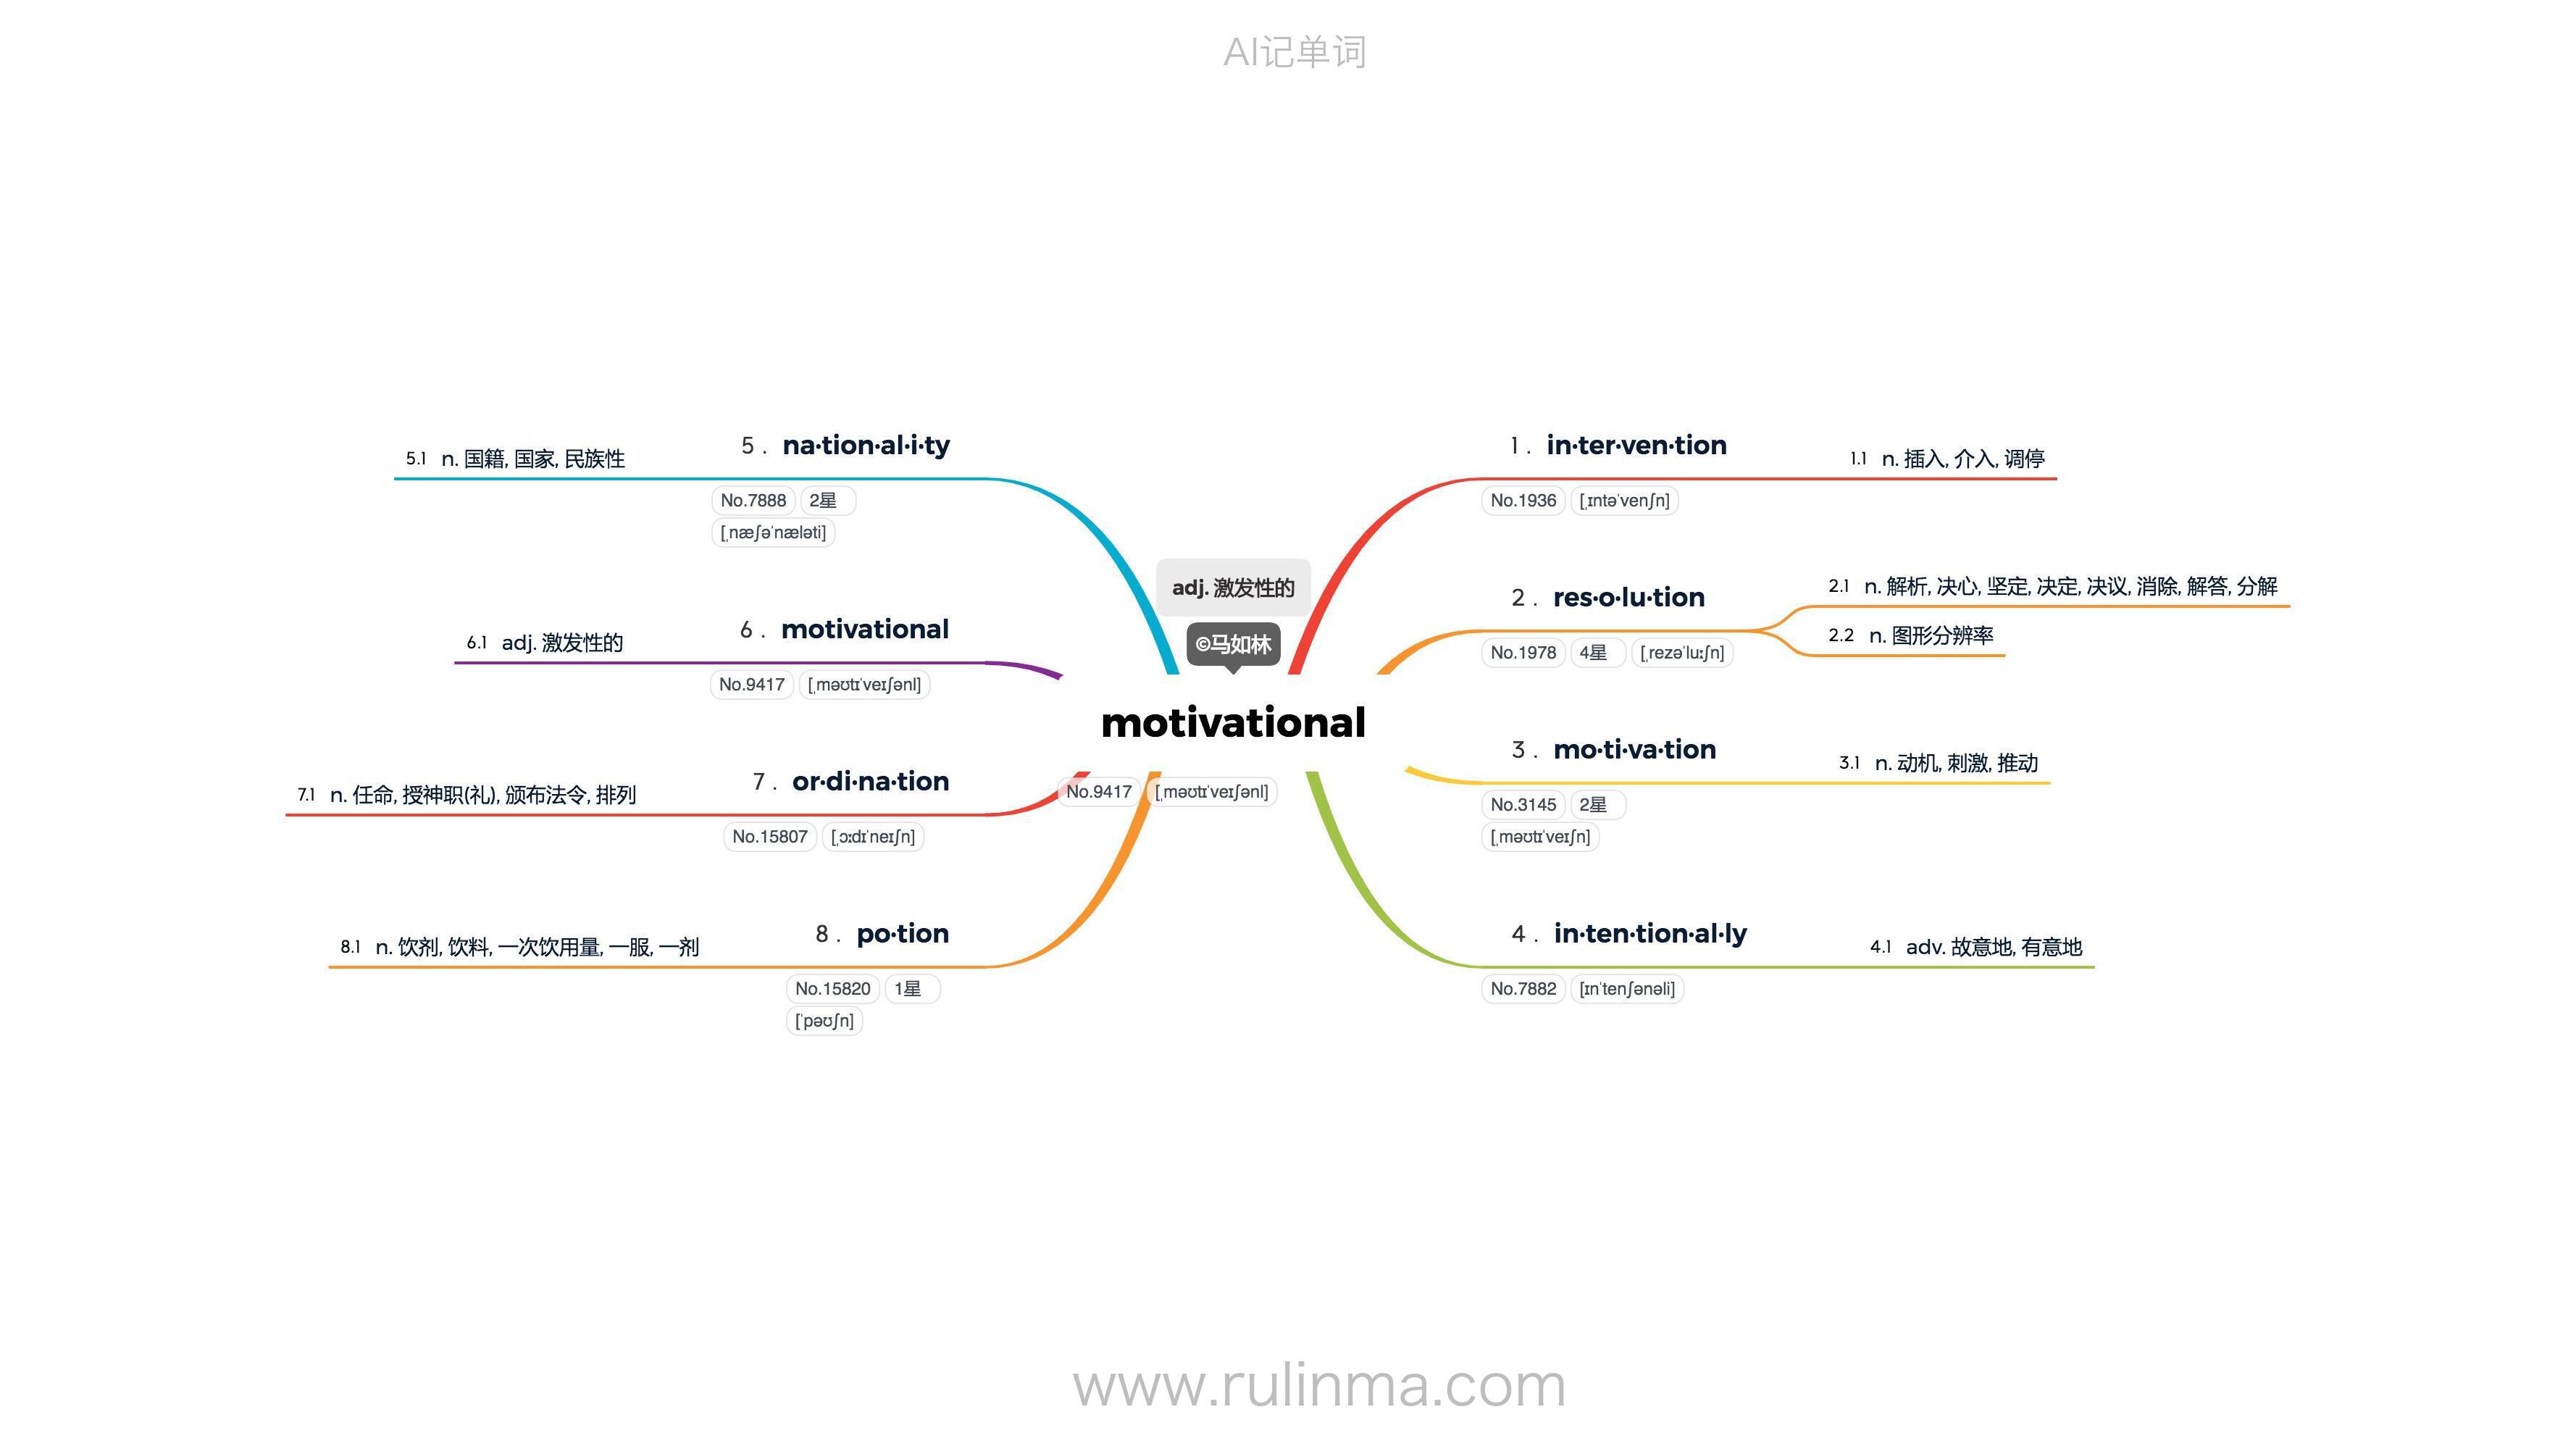 AI记单词
adj. 激发性的
©马如林
motivational
No.9417 [ˌməʊtɪˈveɪʃənl]
1 . in·ter·ven·tion
1.1 n. 插入, 介入, 调停
No.1936 [ˌɪntəˈvenʃn]
2 . res·o·lu·tion
2.1 n. 解析, 决心, 坚定, 决定, 决议, 消除, 解答, 分解
2.2 n. 图形分辨率
No.1978 4星 [ˌrezəˈluːʃn]
3 . mo·ti·va·tion
3.1 n. 动机, 刺激, 推动
No.3145 2星
[ˌməʊtɪˈveɪʃn]
4 . in·ten·tion·al·ly
4.1 adv. 故意地, 有意地
No.7882 [ɪnˈtenʃənəli]
5 . na·tion·al·i·ty
5.1 n. 国籍, 国家, 民族性
No.7888 2星
[ˌnæʃəˈnæləti]
6 . motivational
6.1 adj. 激发性的
No.9417 [ˌməʊtɪˈveɪʃənl]
7 . or·di·na·tion
7.1 n. 任命, 授神职(礼), 颁布法令, 排列
No.15807 [ˌɔːdɪˈneɪʃn]
8 . po·tion
8.1 n. 饮剂, 饮料, 一次饮用量, 一服, 一剂
No.15820 1星
[ˈpəʊʃn]
www.rulinma.com